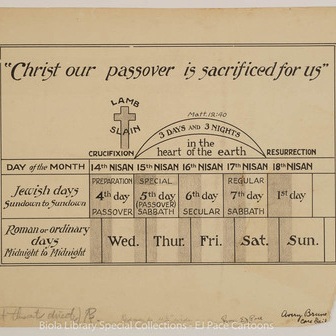 "Christ our passover is sacrificed for us"
LAMB
SLAIN
Matt. 12:40
3 DAYS AND 3 NIGHTS
in the
heart of the earth
CRUCIFIXION
RESURRECTION
DAY of the MONTH 14th NISAN 15th NISAN 16th NISAN 17th NISAN 18th NISAN
Jewish days
Sundown to Sundown
PREPARATION
4th day
PASSOVER
SPECIAL
5th day
(PASSOVER)
SABBATH
6th day
SECULAR
REGULAR
7th day
SABBATH
1st day
Roman or ordinary
days
Midnight to Midnight
Wed. Thur. Fri. Sat. Sun.
Biola Library Special Collections - EJ Pace Cartoons